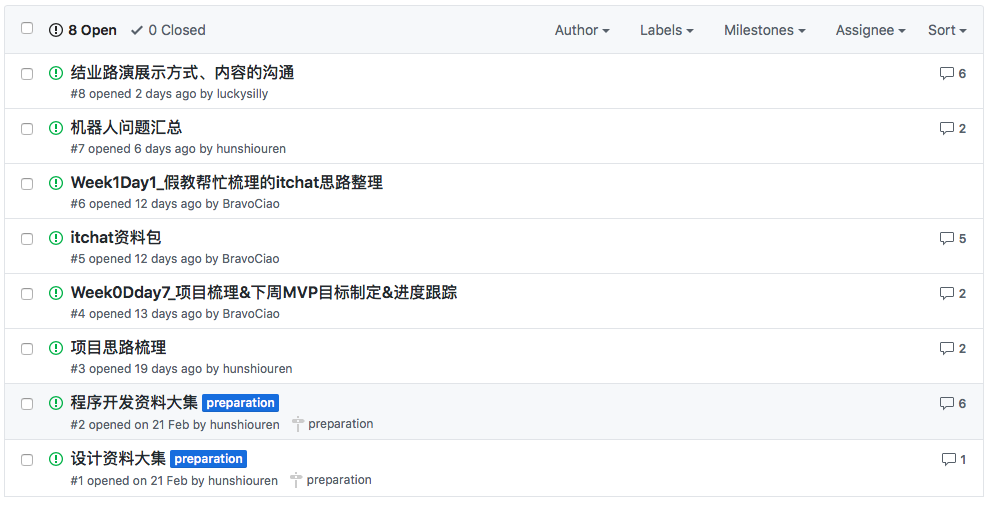 8 Open 0 Closed Author Labels Milestones Assignee Sort
结业路演展示方式、内容的沟通 6
#8 opened 2 days ago by luckysilly
机器人问题汇总 2
#7 opened 6 days ago by hunshiouren
Week1Day1_假教帮忙梳理的itchat思路整理
#6 opened 12 days ago by BravoCiao
itchat资料包 5
#5 opened 12 days ago by BravoCiao
Week0Dday7_项目梳理&下周MVP目标制定&进度跟踪 2
#4 opened 13 days ago by BravoCiao
项目思路梳理 2
#3 opened 19 days ago by hunshiouren
程序开发资料大集 preparation 6
#2 opened on 21 Feb by hunshiouren preparation
设计资料大集 preparation 1
#1 opened on 21 Feb by hunshiouren preparation